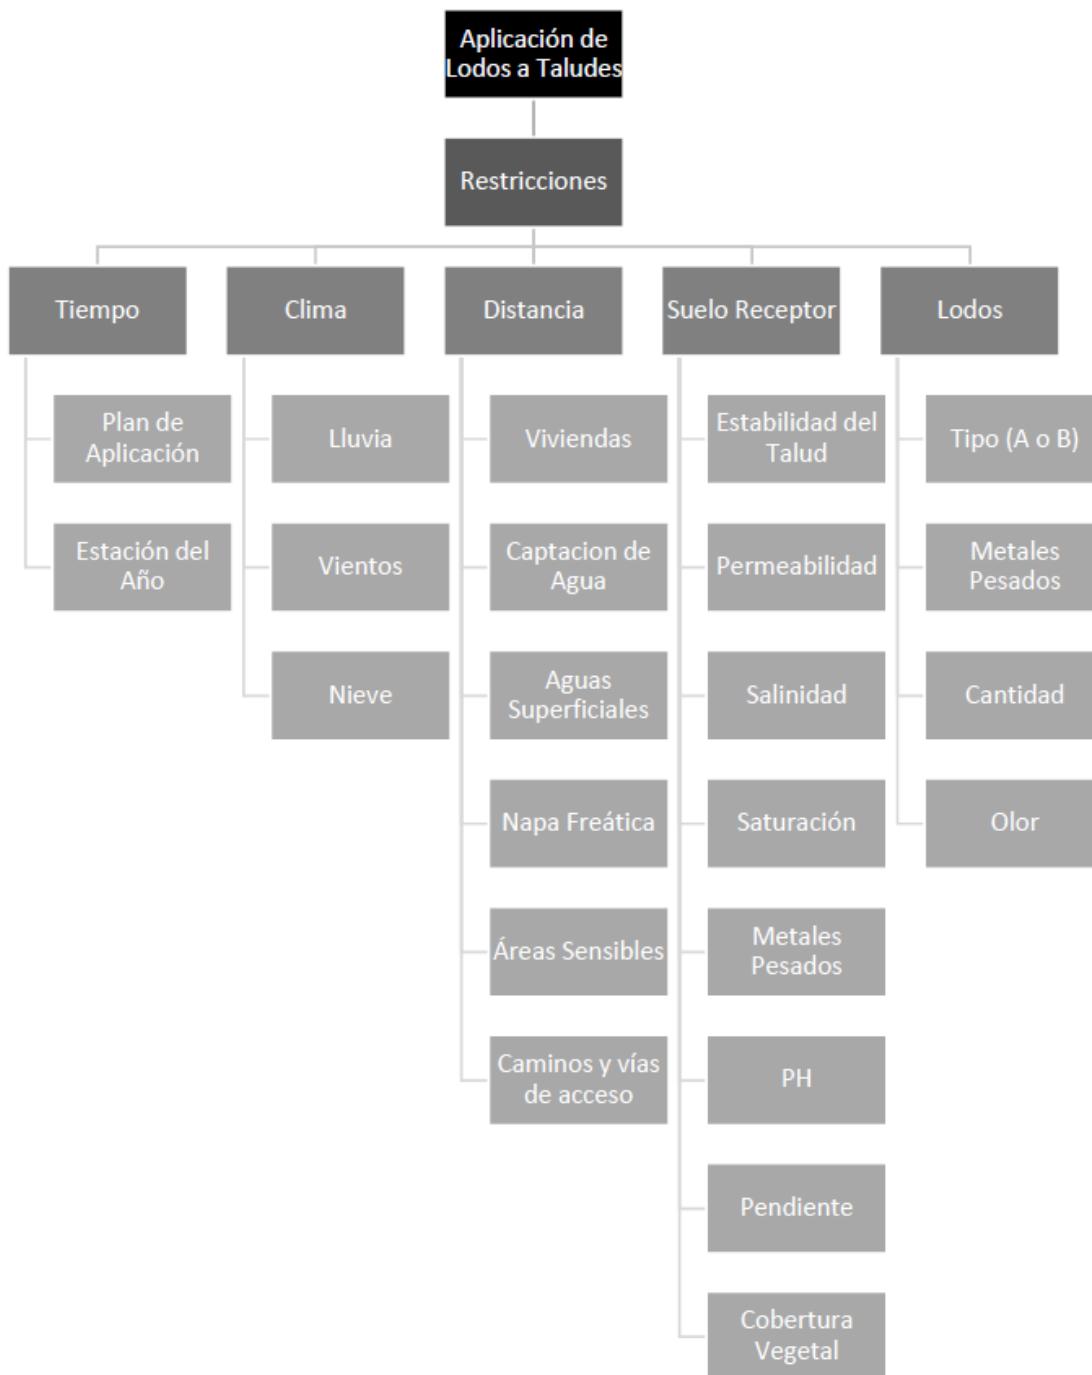 Aplicación de
Lodos a Taludes
Restricciones
Tiempo
Plan de
Aplicación
Estación del
Año
Clima
Lluvia
Vientos
Nieve
Distancia
Viviendas
Captacion de
Agua
Aguas
Superficiales
Napa Freática
Áreas Sensibles
Caminos y vías
de acceso
Suelo Receptor
Estabilidad del
Talud
Permeabilidad
Salinidad
Saturación
Metales
Pesados
PH
Pendiente
Cobertura
Vegetal
Lodos
Tipo (A o B)
Metales
Pesados
Cantidad
Olor